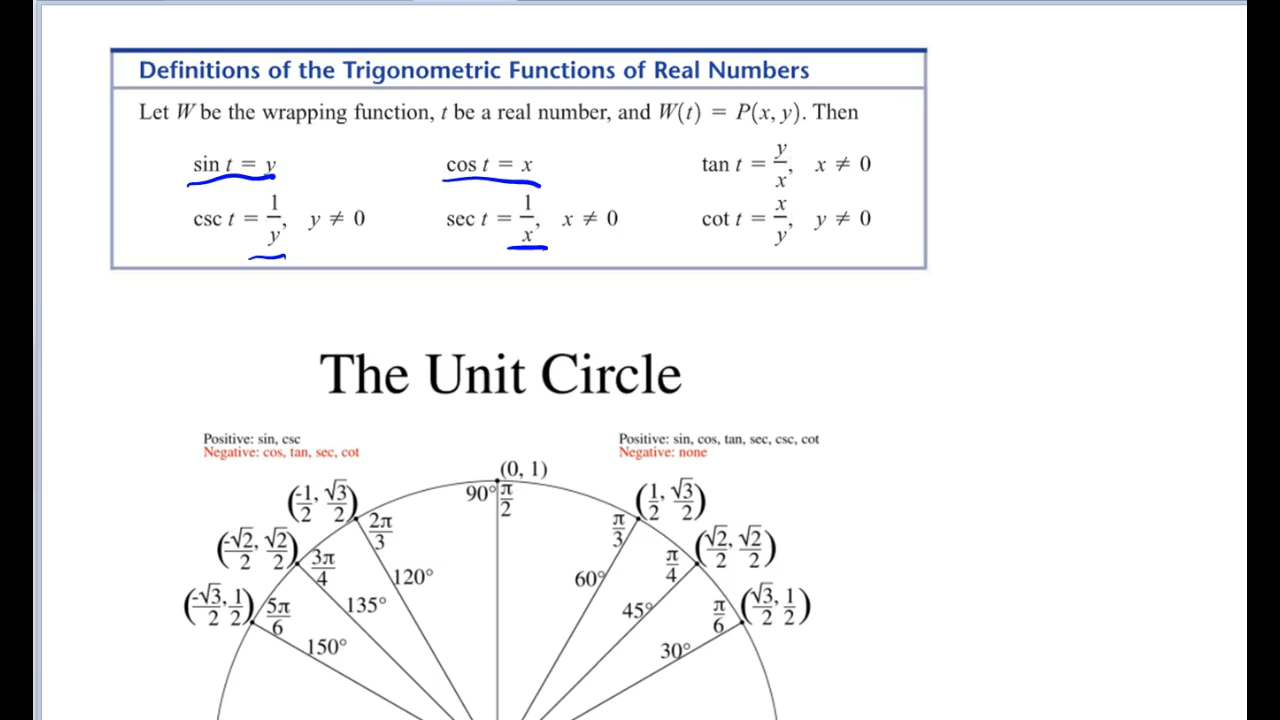 Definitions of the Trigonometric Functions of Real Numbers
Let W be the wrapping function, t be a real number, and W(t) = P(x, y). Then
sin t = y cos t = x tan t = y/x, x ≠ 0
csc t = 1/y, y ≠ 0 sec t = 1/x, x ≠ 0 cot t = x/y, y ≠ 0
The Unit Circle
Positive: sin, csc
Negative: cos, tan, sec, cot
Positive: sin, cos, tan, sec, csc, cot
Negative: none
(0, 1)
90° π/2
(-1/2, √3/2) 2π/3 120°
(-√2/2, √2/2) 3π/4 135°
(-√3/2, 1/2) 5π/6 150°
π/3 (1/2, √3/2) 60°
π/4 (√2/2, √2/2) 45°
π/6 (√3/2, 1/2) 30°